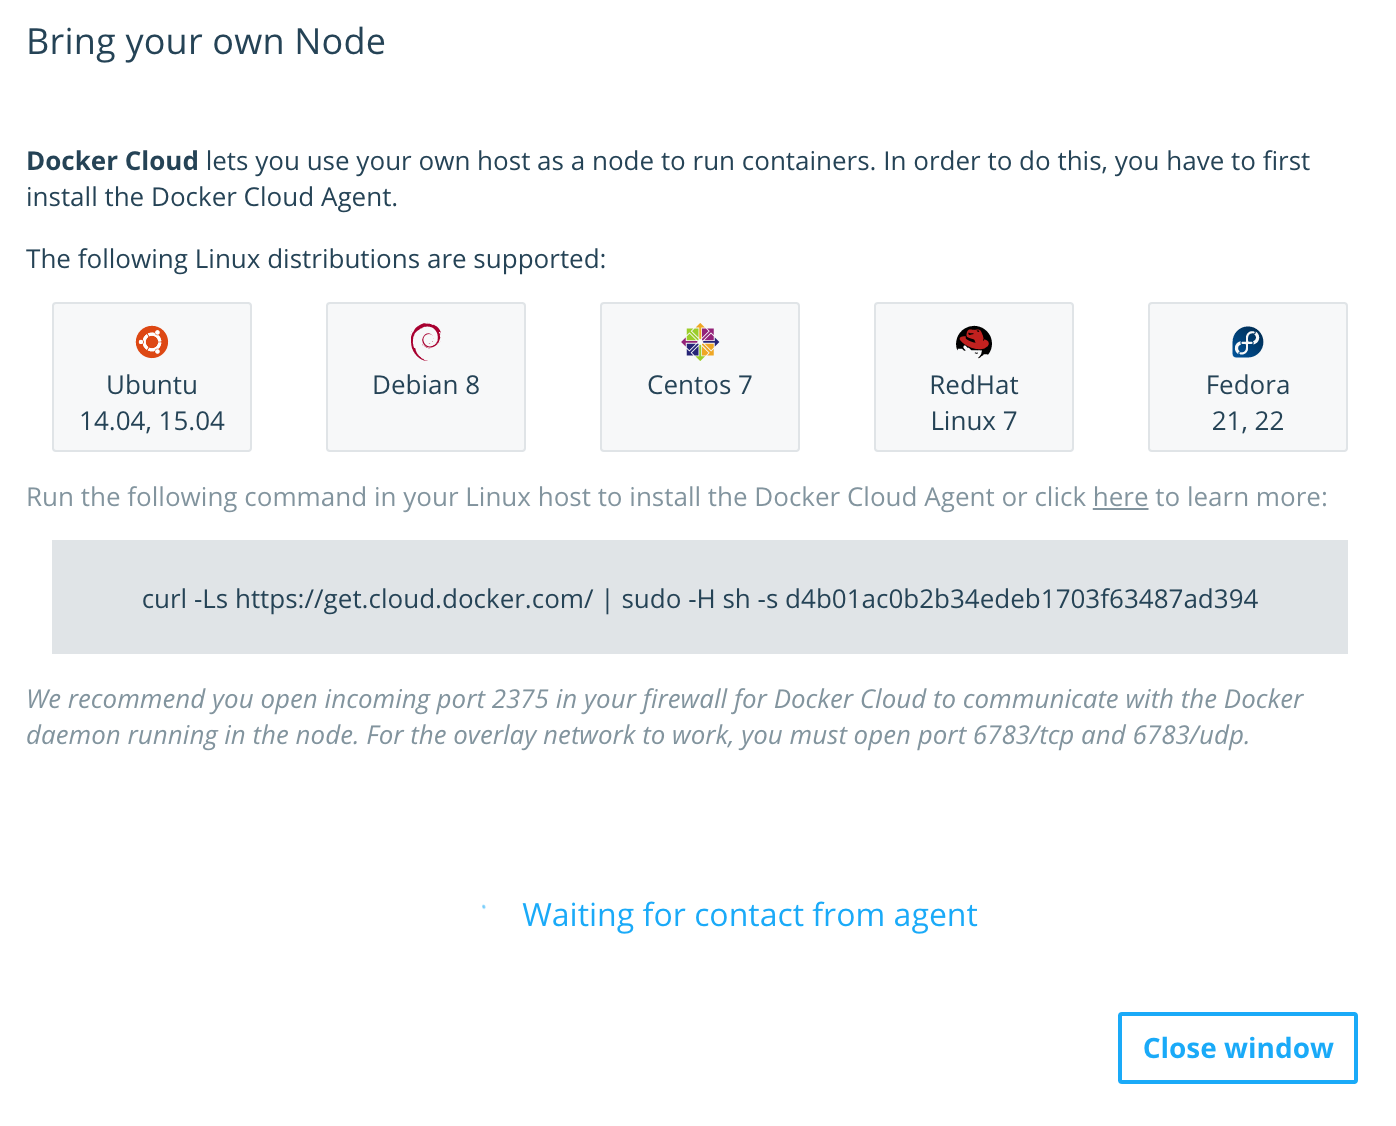 Bring your own Node
Docker Cloud lets you use your own host as a node to run containers. In order to do this, you have to first
install the Docker Cloud Agent.
The following Linux distributions are supported:
Ubuntu
14.04, 15.04
Debian 8
Centos 7
RedHat
Linux 7
Fedora
21, 22
Run the following command in your Linux host to install the Docker Cloud Agent or click here to learn more:
curl -Ls https://get.cloud.docker.com/ | sudo -H sh -s d4b01ac0b2b34edeb1703f63487ad394
We recommend you open incoming port 2375 in your firewall for Docker Cloud to communicate with the Docker
daemon running in the node. For the overlay network to work, you must open port 6783/tcp and 6783/udp.
Waiting for contact from agent
Close window